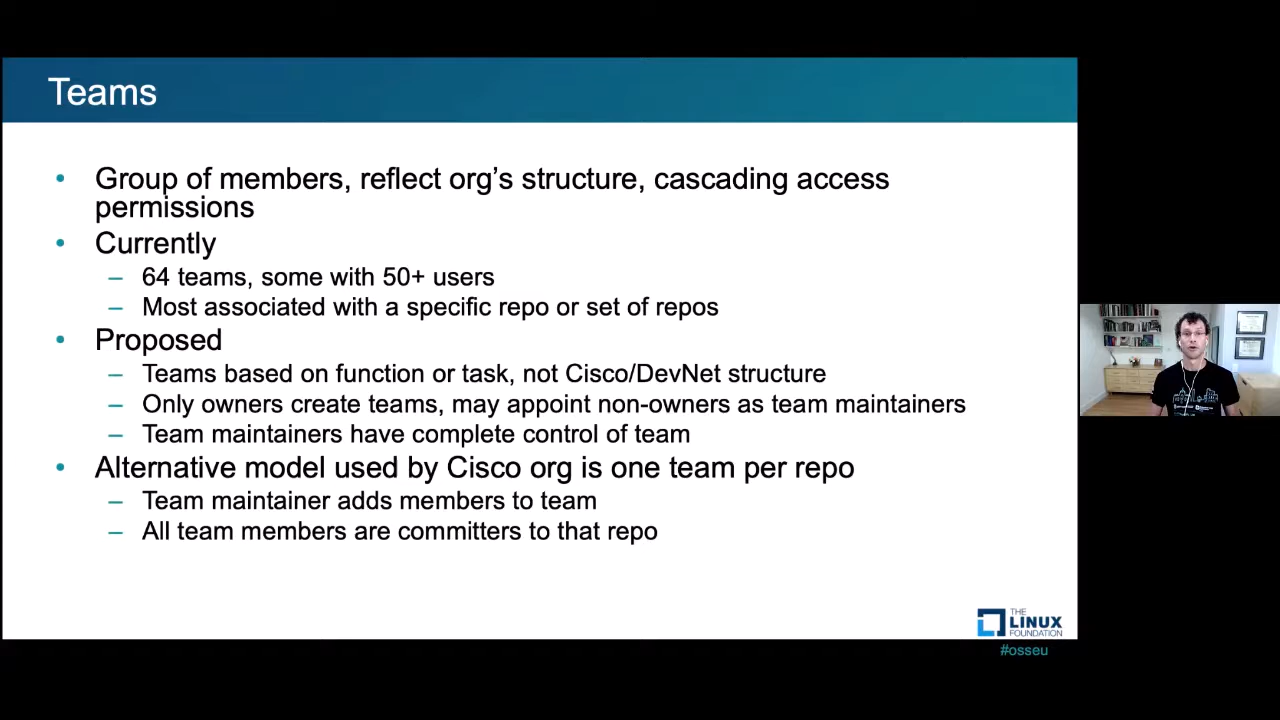 Teams
• Group of members, reflect org's structure, cascading access
permissions
• Currently
– 64 teams, some with 50+ users
– Most associated with a specific repo or set of repos
• Proposed
– Teams based on function or task, not Cisco/DevNet structure
– Only owners create teams, may appoint non-owners as team maintainers
– Team maintainers have complete control of team
• Alternative model used by Cisco org is one team per repo
– Team maintainer adds members to team
– All team members are committers to that repo
THE
LINUX
FOUNDATION
#osseu